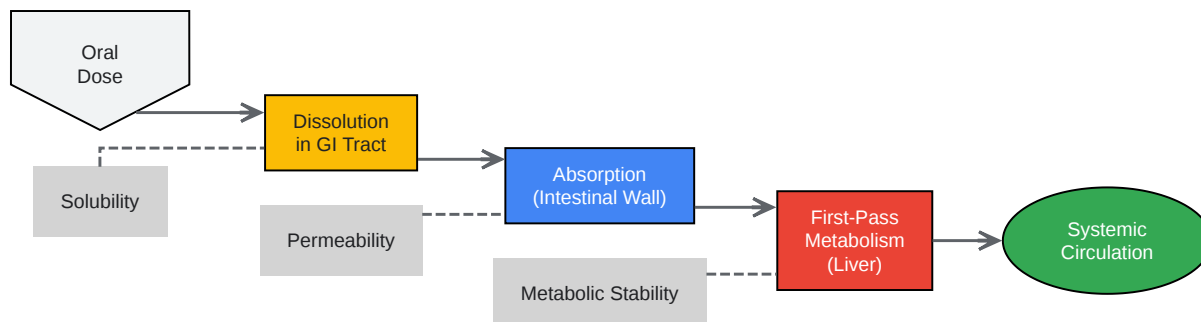 Oral
Dose
Dissolution
in GI Tract
Solubility
Absorption
(Intestinal Wall)
Permeability
First-Pass
Metabolism
(Liver)
Metabolic Stability
Systemic
Circulation